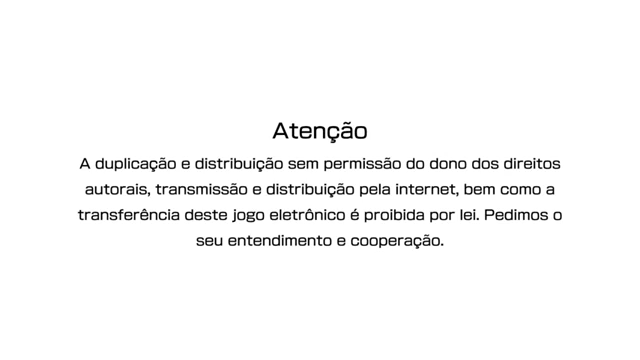 Atenção
A duplicação e distribuição sem permissão do dono dos direitos
autorais, transmissão e distribuição pela internet, bem como a
transferência deste jogo eletrônico é proibida por lei. Pedimos o
seu entendimento e cooperação.